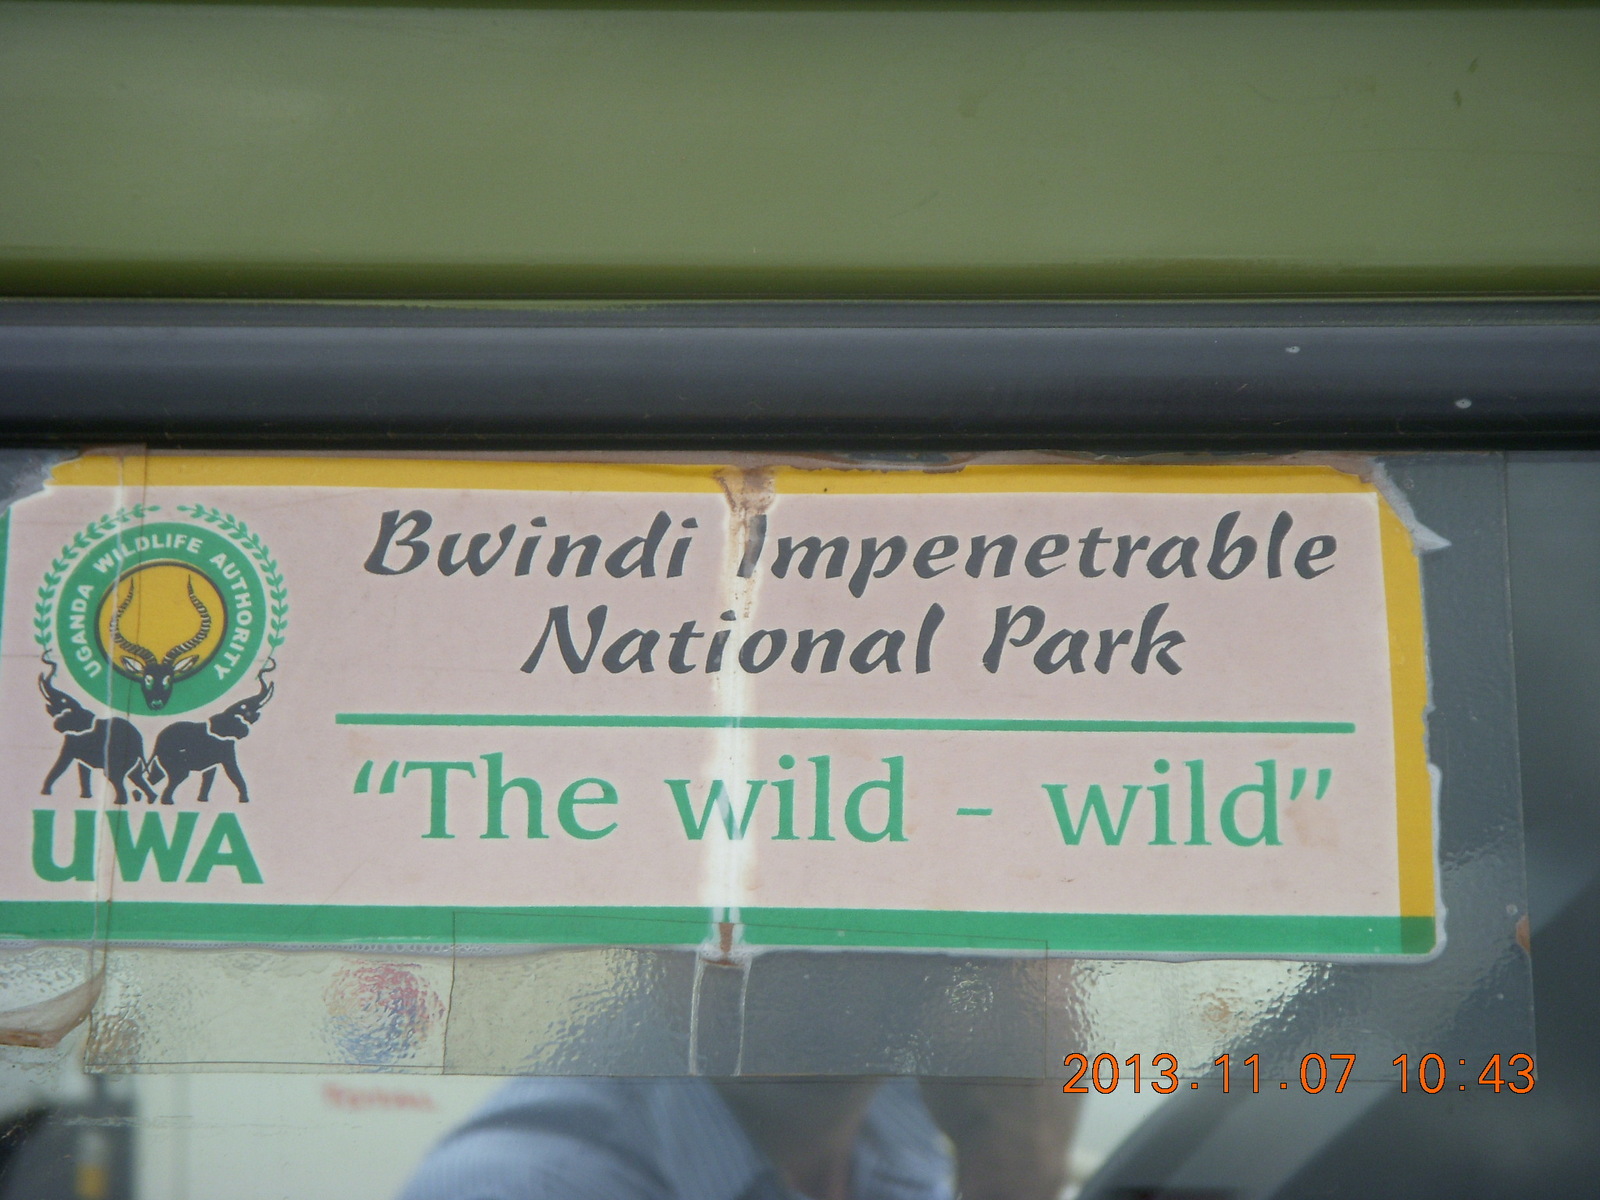 UGANDA WILDLIFE AUTHORITY
UWA
Bwindi Impenetrable
National Park
“The wild - wild”
2013.11.07 10:43